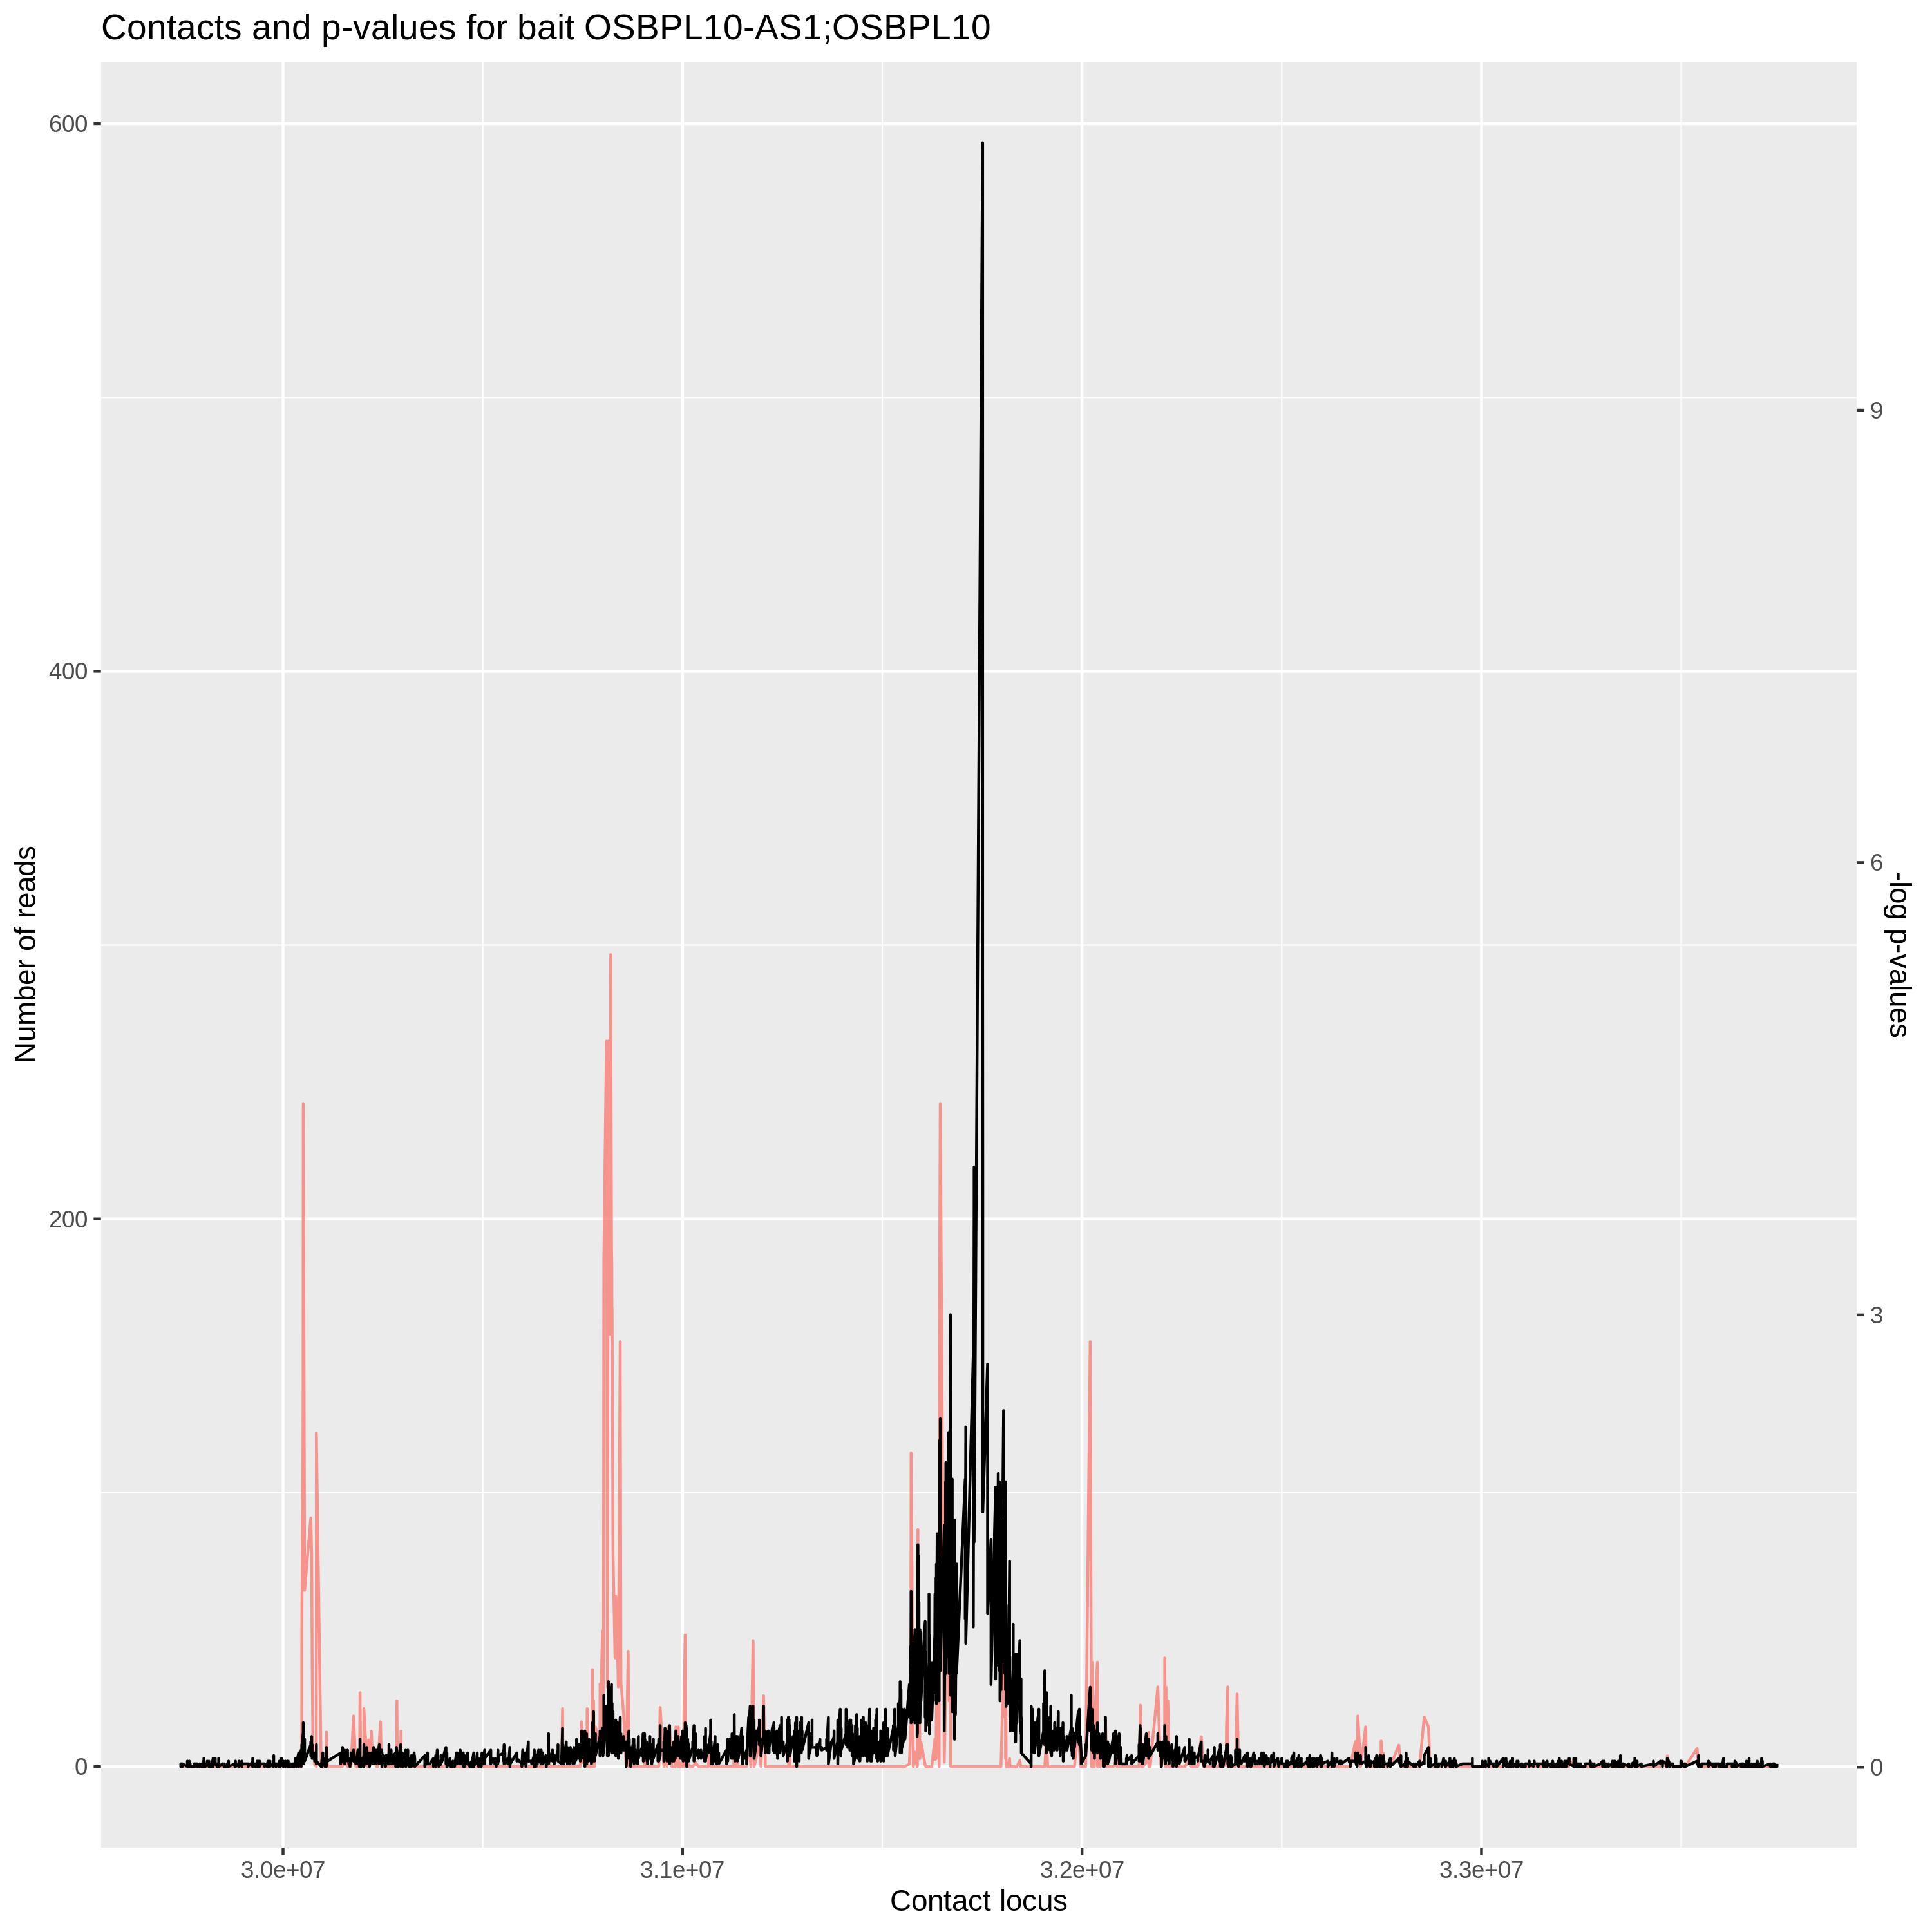 Contacts and p-values for bait OSBPL10-AS1;OSBPL10
600
400
200
0
Number of reads
9
6
3
0
-log p-values
3.0e+07
3.1e+07
3.2e+07
3.3e+07
Contact locus